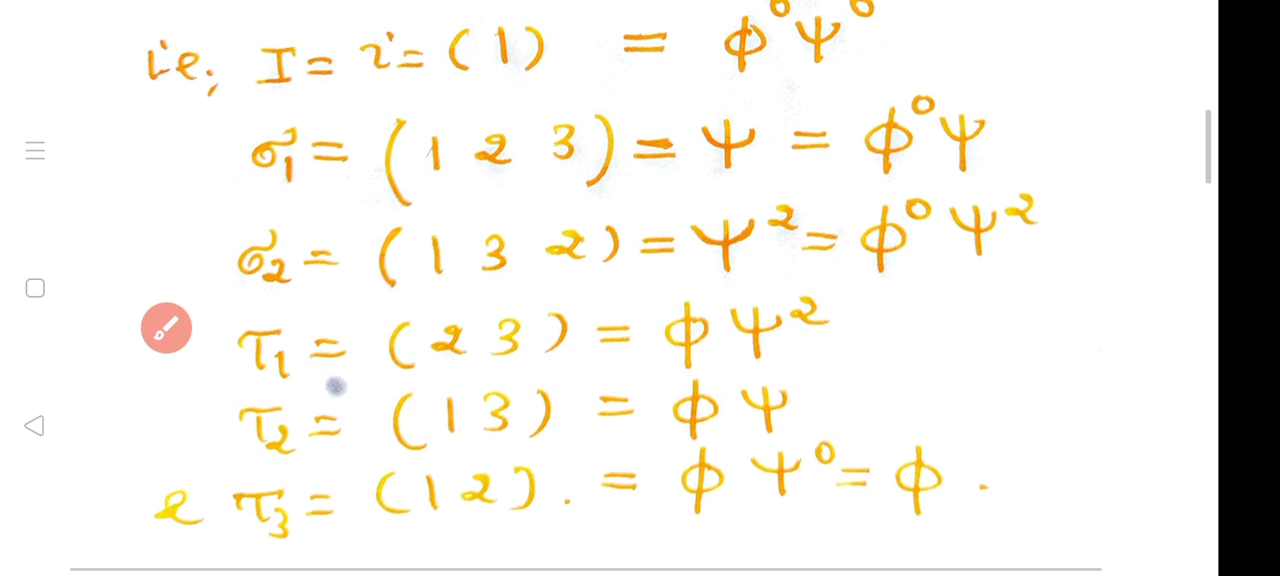 i.e; I = i = (1) = φ⁰ψ⁰
σ₁ = (1 2 3) = ψ = φ⁰ψ
σ₂ = (1 3 2) = ψ² = φ⁰ψ²
τ₁ = (2 3) = φψ²
τ₂ = (1 3) = φψ
& τ₃ = (1 2). = φψ⁰ = φ.